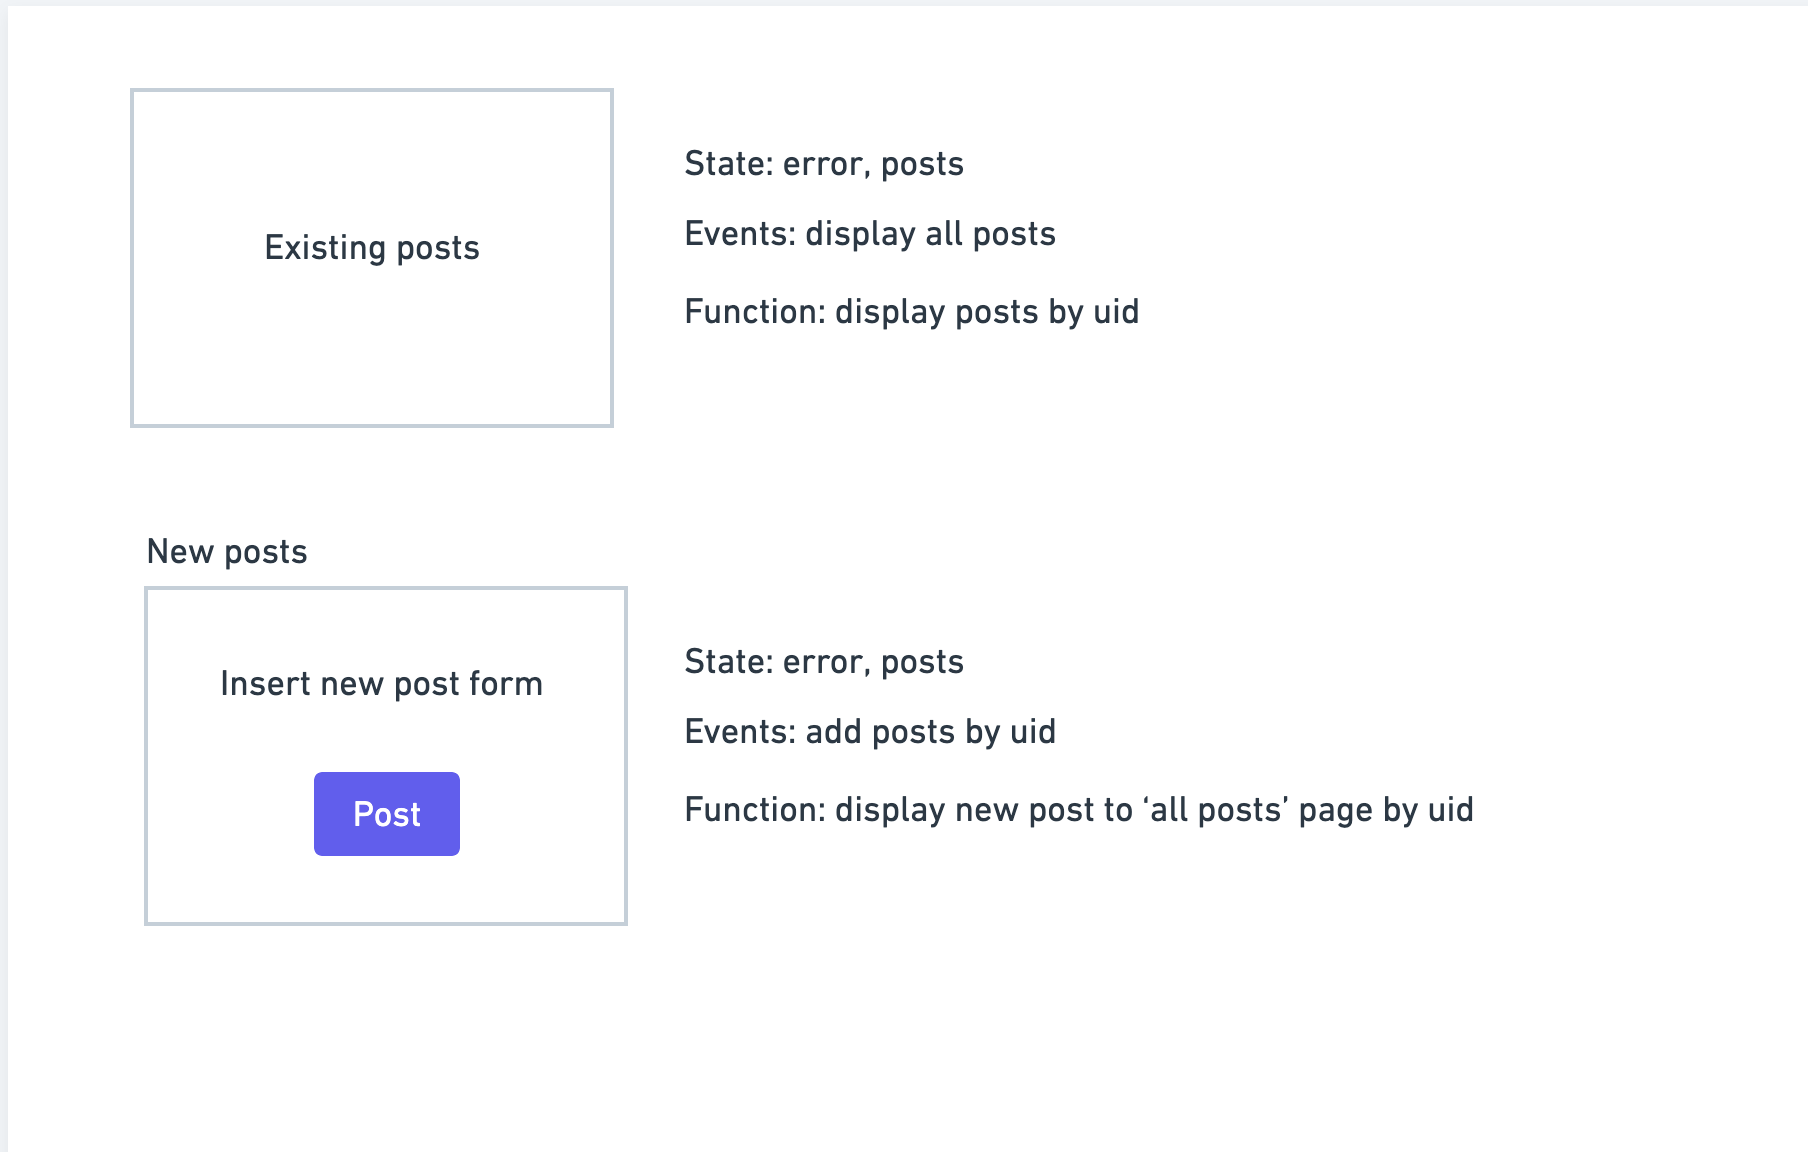 Existing posts
State: error, posts
Events: display all posts
Function: display posts by uid
New posts
Insert new post form
Post
State: error, posts
Events: add posts by uid
Function: display new post to ‘all posts’ page by uid